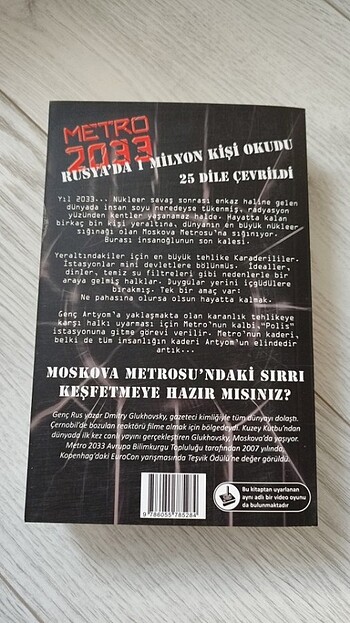 METRO
2033
RUSYA'DA 1 MİLYON KİŞİ OKUDU
25 DİLE ÇEVRİLDİ
Yıl 2033... Nükleer savaş sonrası enkaz haline gelen
dünyada insan soyu neredeyse tükenmiş, radyasyon
yüzünden kentler yaşanamaz halde. Hayatta kalan
birkaç bin kişi yeraltına, dünyanın en büyük nükleer
sığınağı olan Moskova Metrosu'na sığınıyor.
Burası insanoğlunun son kalesi.
Yeraltındakiler için en büyük tehlike Karaderililer.
İstasyonlar mini devletlere bölünmüş. İdealler,
dinler, temiz su filtreleri gibi nedenlerle bir
araya gelmiş halklar. Duygular yerini içgüdülere
bırakmış. Tek bir amaç var!
Ne pahasına olursa olsun hayatta kalmak.
Genç Artyom'a yaklaşmakta olan karanlık tehlikeye
karşı halkı uyarması için Metro'nun kalbi "Polis"
istasyonuna gitme görevi verilir. Metro'nun kaderi,
belki de tüm insanlığın kaderi Artyom'un elindedir
artık...
MOSKOVA METROSU'NDAKİ SIRRI
KEŞFETMEYE HAZIR MISINIZ?
Genç Rus yazar Dmitry Glukhovsky, gazeteci kimliğiyle tüm dünyayı dolaştı.
Çernobil'de bozulan reaktörü filme almak için bölgedeydi. Kuzey Kutbu'ndan
dünyada ilk kez canlı yayını gerçekleştiren Glukhovsky, Moskova'da yaşıyor.
Metro 2033 Avrupa Bilimkurgu Topluluğu tarafından 2007 yılında,
Kopenhag'daki EuroCon yarışmasında Teşvik Ödülü'ne değer görüldü.
Bu kitaptan uyarlanan
aynı adlı bir video oyunu
da bulunmaktadır
9 786055 785284